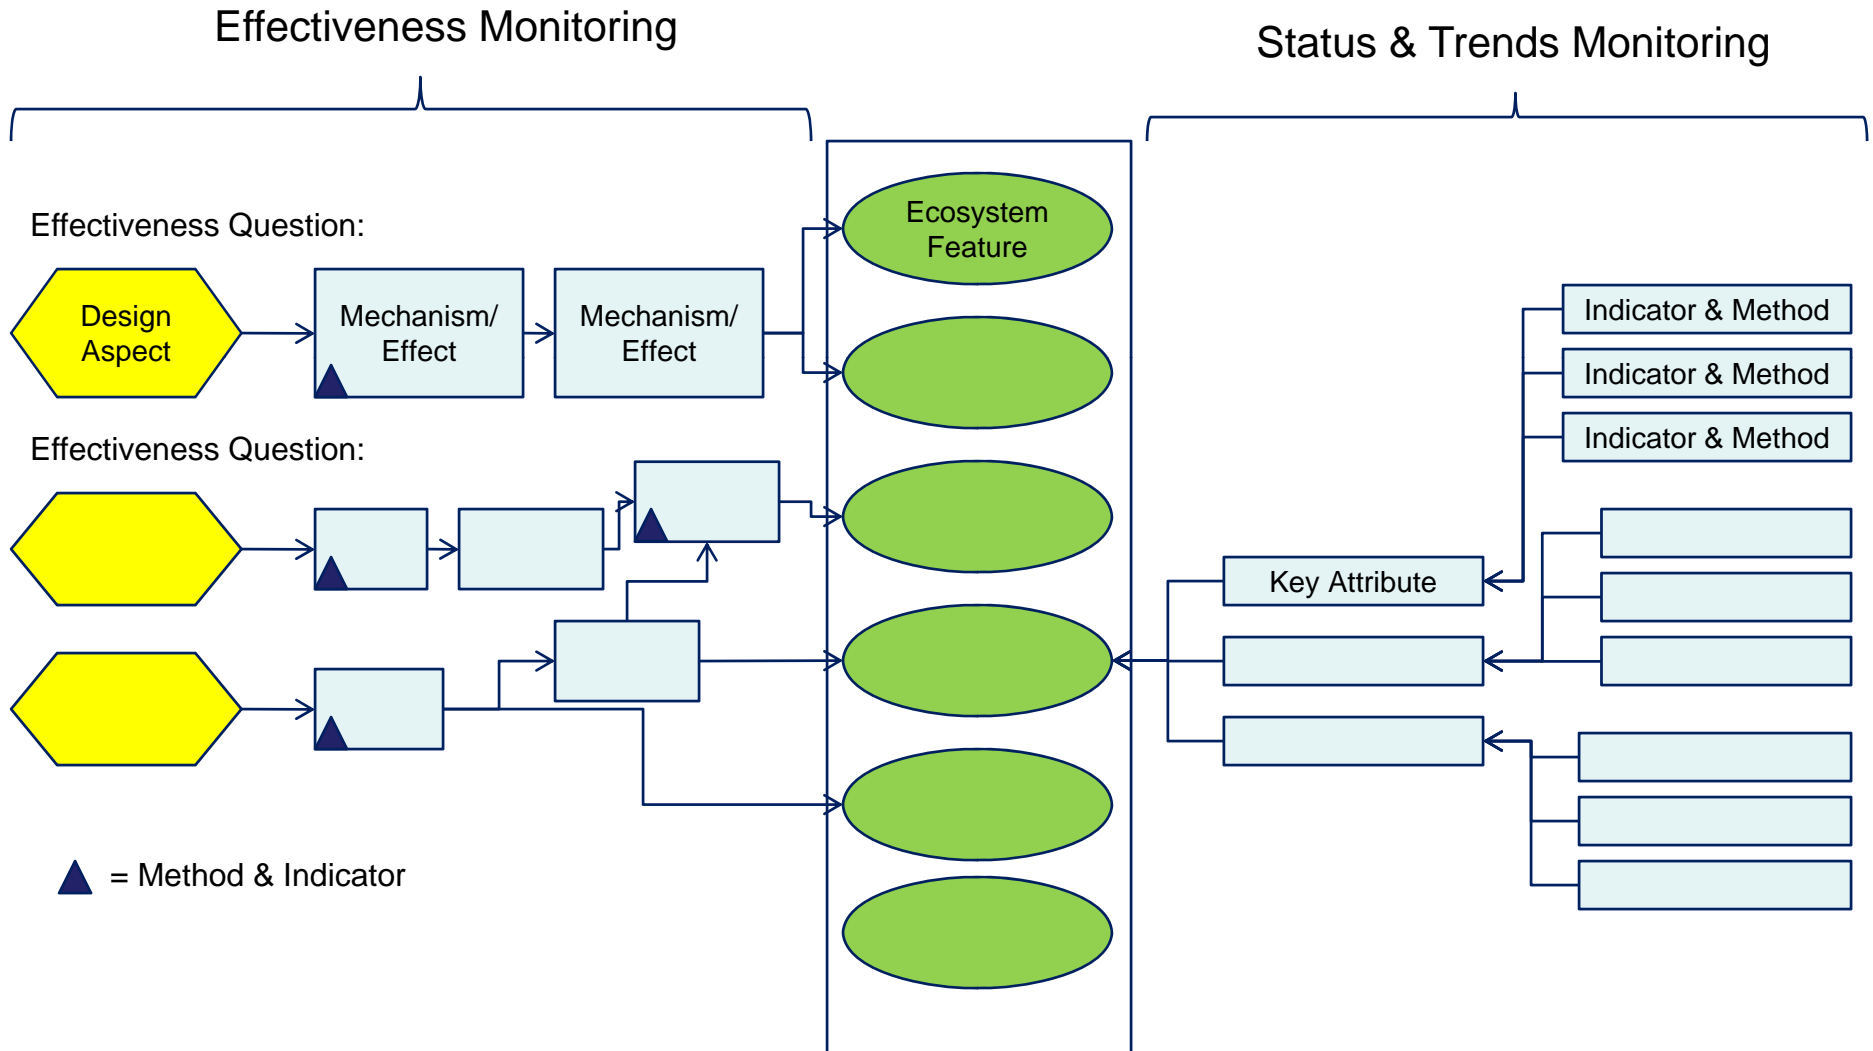 Effectiveness Monitoring
Status & Trends Monitoring
Effectiveness Question:
Design
Aspect
Mechanism/
Effect
Mechanism/
Effect
Ecosystem
Feature
Indicator & Method
Indicator & Method
Indicator & Method
Effectiveness Question:
Key Attribute
= Method & Indicator